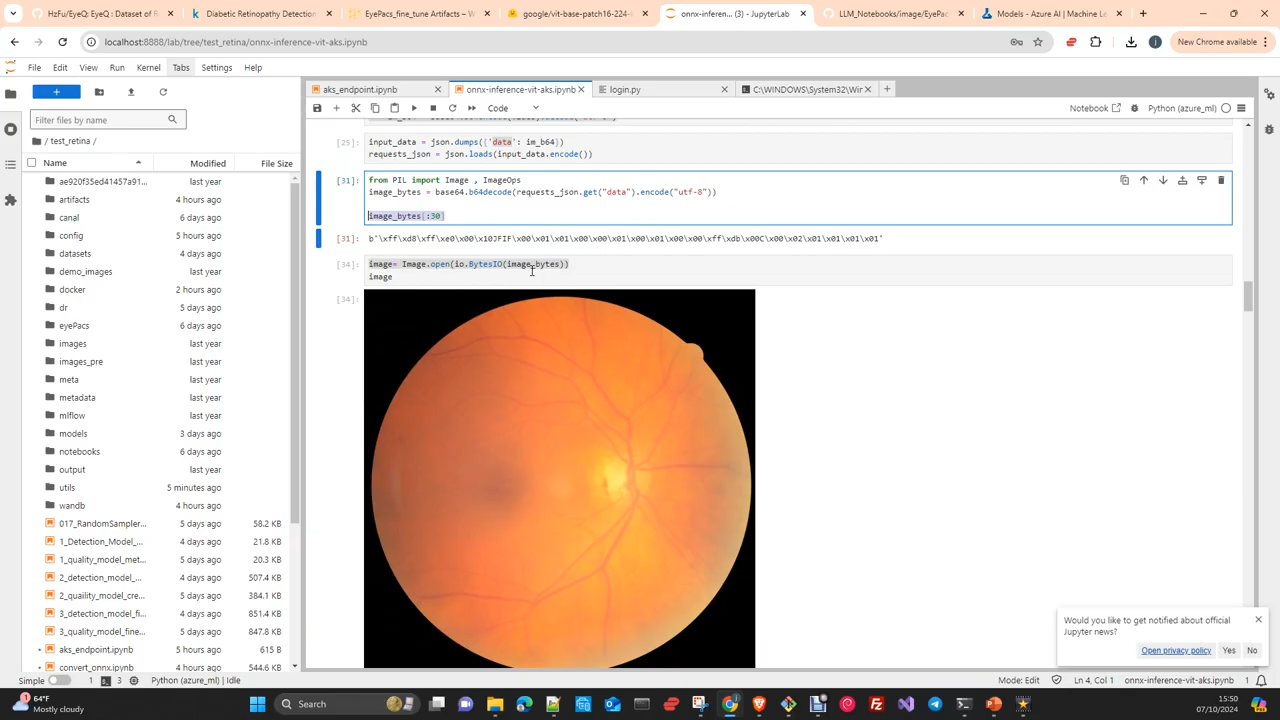 HzFu/EyeQ: EyeQ : Dataset of R
Diabetic Retinopathy Detection
EyePacs_fine_tune Artifacts – W
google/vit-base-patch16-224-i
onnx-inferen... (3) - JupyterLab
LLM_Notebooks/image/EyePac
Models - Azure AI | Machine Le
localhost:8888/lab/tree/test_retina/onnx-inference-vit-aks.ipynb
New Chrome available
File Edit View Run Kernel Tabs Settings Help
aks_endpoint.ipynb
onnx-inference-vit-aks.ipynb
login.py
C:\WINDOWS\System32\Wir
Code
Notebook
Python (azure_ml)
Filter files by name
/ test_retina /
Name Modified File Size
ae920f35ed41457a91... last year
artifacts 4 hours ago
canal 6 days ago
config 5 hours ago
datasets 4 days ago
demo_images last year
docker 2 hours ago
dr 5 days ago
eyePacs 6 days ago
images last year
images_pre last year
meta last year
metadata last year
mlflow last year
models 3 days ago
notebooks 6 days ago
output last year
utils 5 minutes ago
wandb 4 hours ago
017_RandomSampler... 5 days ago 58.2 KB
1_Detection_Model_... 4 days ago 21.8 KB
1_quality_model_met... 5 days ago 20.3 KB
2_detection_model_... 4 days ago 507.4 KB
2_quaility_model_cre... 5 days ago 384.1 KB
3_detection_model_fi... 4 days ago 851.4 KB
3_quality_model_fine... 5 days ago 847.8 KB
aks_endpoint.ipynb 5 hours ago 615 B
convert_onnx.ipynb 4 hours ago 544.6 KB
[25]:
input_data = json.dumps({'data': im_b64})
requests_json = json.loads(input_data.encode())
[31]:
from PIL import Image , ImageOps
image_bytes = base64.b64decode(requests_json.get("data").encode("utf-8"))
image_bytes[:30]
[31]:
b'\xff\xd8\xff\xe0\x00\x10JFIF\x00\x01\x01\x00\x00\x01\x00\x01\x00\x00\xff\xdb\x00C\x00\x02\x01\x01\x01\x01'
[34]:
image= Image.open(io.BytesIO(image_bytes))
image
[34]:
Would you like to get notified about official
Jupyter news?
Open privacy policy
Yes
No
Simple
1
3
Python (azure_ml) | Idle
Mode: Edit
Ln 4, Col 1
onnx-inference-vit-aks.ipynb
1
64°F
Mostly cloudy
Search
15:50
07/10/2024